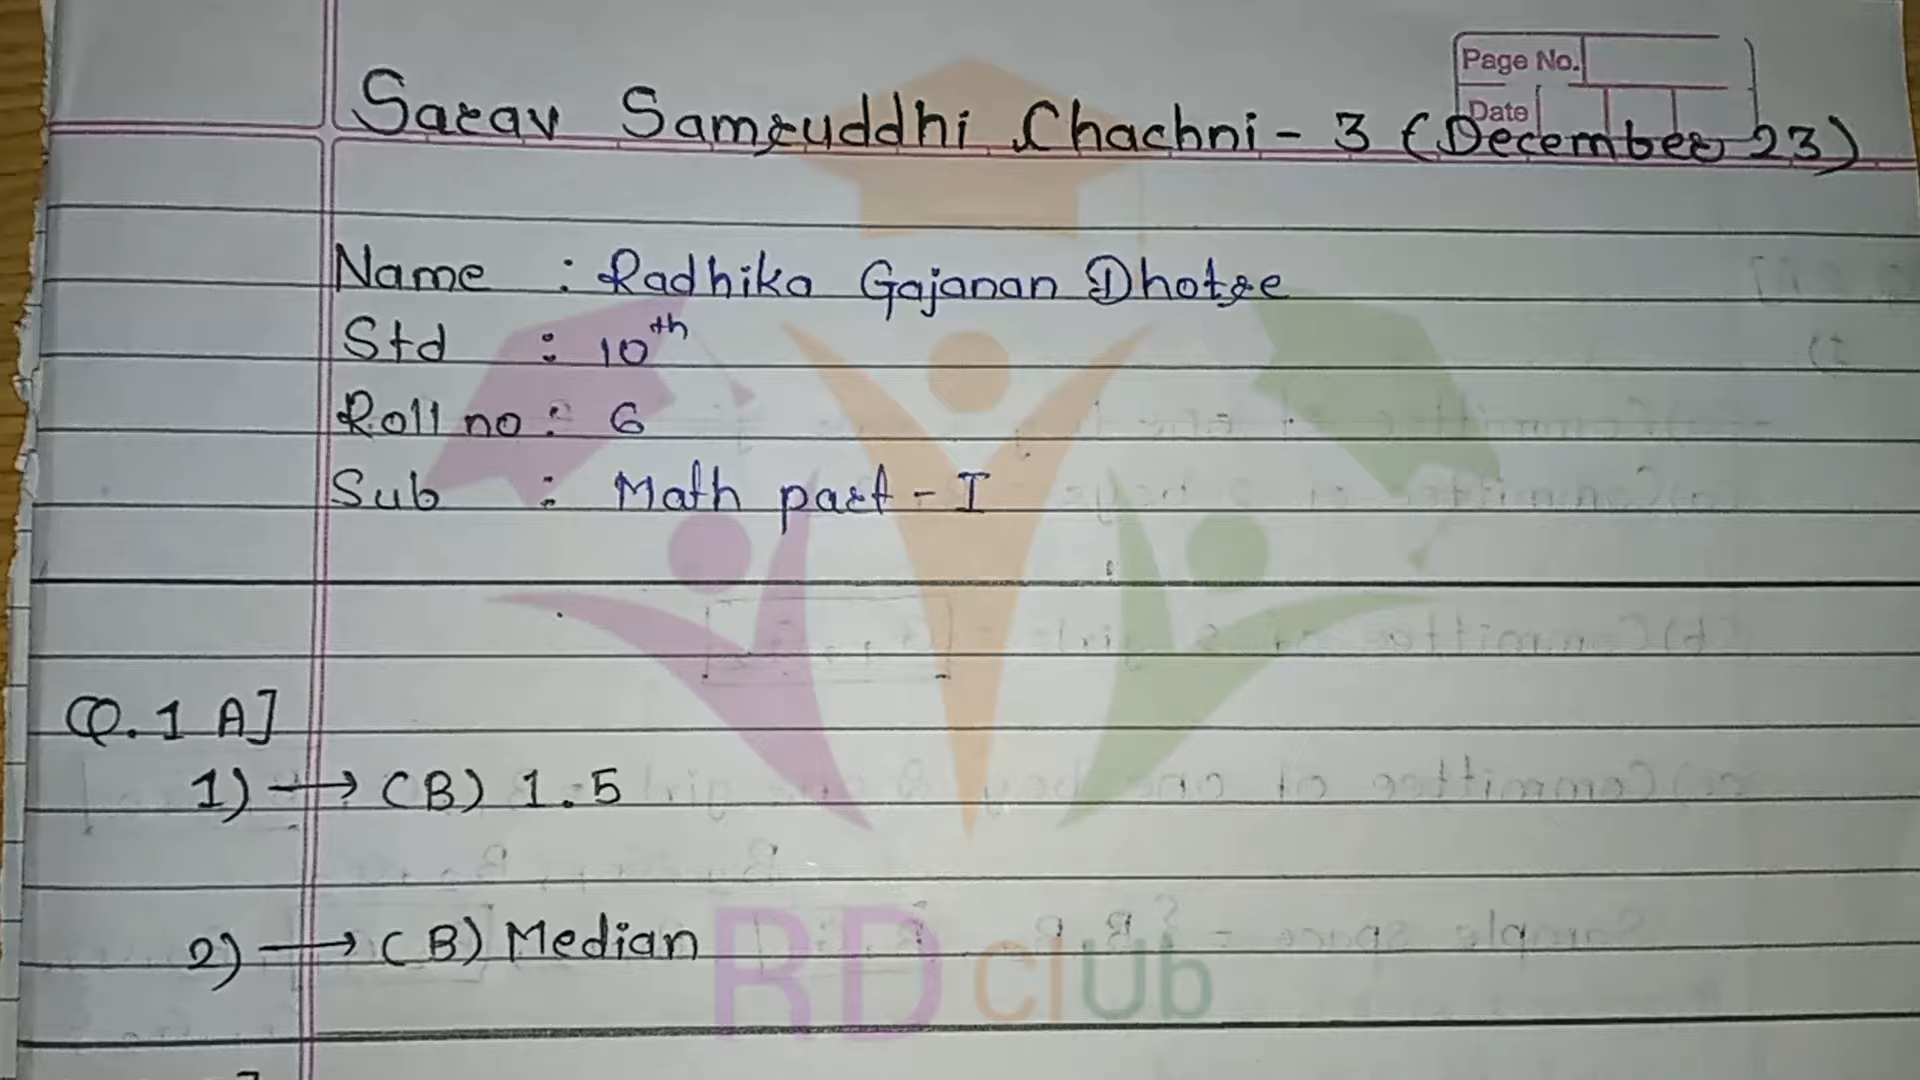 Page No.
Date
Sarav Samruddhi Chachni - 3 (December 23)
Name : Radhika Gajanan Dhotre
Std : 10th
Roll no : 6
Sub : Math part - I
Q. 1 A]
1) → (B) 1.5
2) → (B) Median
RD club